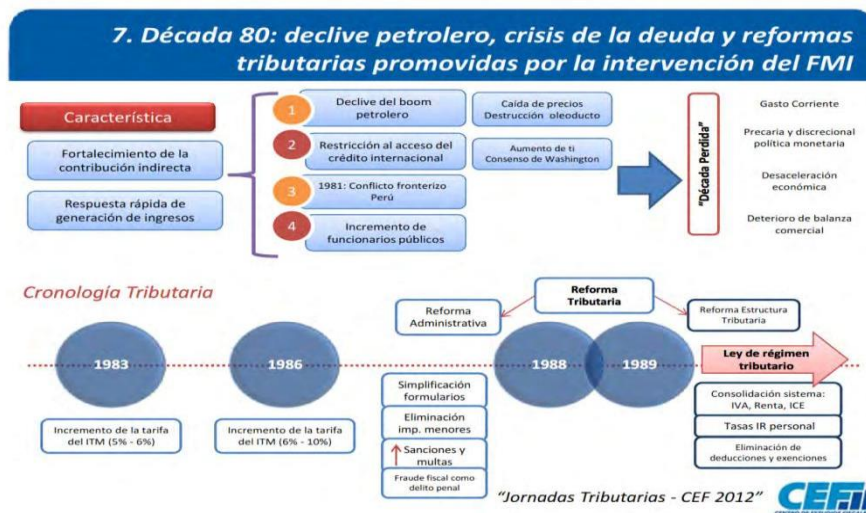 7. Década 80: declive petrolero, crisis de la deuda y reformas
tributarias promovidas por la intervención del FMI
Característica
Fortalecimiento de la
contribución indirecta
Respuesta rápida de
generación de ingresos
1
Declive del boom
petrolero
2
Restricción al acceso del
crédito internacional
3
1981: Conflicto fronterizo
Perú
4
Incremento de
funcionarios públicos
Caída de precios
Destrucción oleoducto
Aumento de ti
Consenso de Washington
"Década Perdida"
Gasto Corriente
Precaria y discrecional
política monetaria
Desaceleración
económica
Deterioro de balanza
comercial
Cronología Tributaria
1983
Incremento de la tarifa
del ITM (5% - 6%)
1986
Incremento de la tarifa
del ITM (6% - 10%)
Reforma
Tributaria
Reforma
Administrativa
Reforma Estructura
Tributaria
1988
1989
Ley de régimen
tributario
Simplificación
formularios
Eliminación
imp. menores
Sanciones y
multas
Fraude fiscal como
delito penal
Consolidación sistema:
IVA, Renta, ICE
Tasas IR personal
Eliminación de
deducciones y exenciones
"Jornadas Tributarias - CEF 2012"
CEF